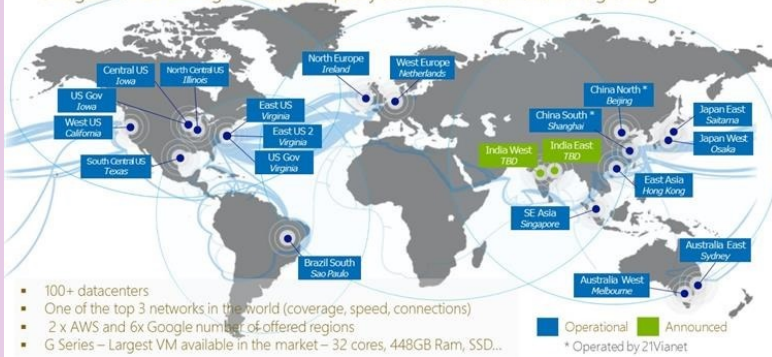 North Europe
Ireland
West Europe
Netherlands
Central US
Iowa
North Central US
Illinois
US Gov
Iowa
East US
Virginia
West US
California
East US 2
Virginia
South Central US
Texas
US Gov
Virginia
China North *
Beijing
China South *
Shanghai
Japan East
Saitama
Japan West
Osaka
India West
TBD
India East
TBD
East Asia
Hong Kong
SE Asia
Singapore
Brazil South
Sao Paulo
Australia East
Sydney
Australia West
Melbourne
▪ 100+ datacenters
▪ One of the top 3 networks in the world (coverage, speed, connections)
▪ 2 x AWS and 6x Google number of offered regions
▪ G Series – Largest VM available in the market – 32 cores, 448GB Ram, SSD...
Operational
Announced
* Operated by 21Vianet